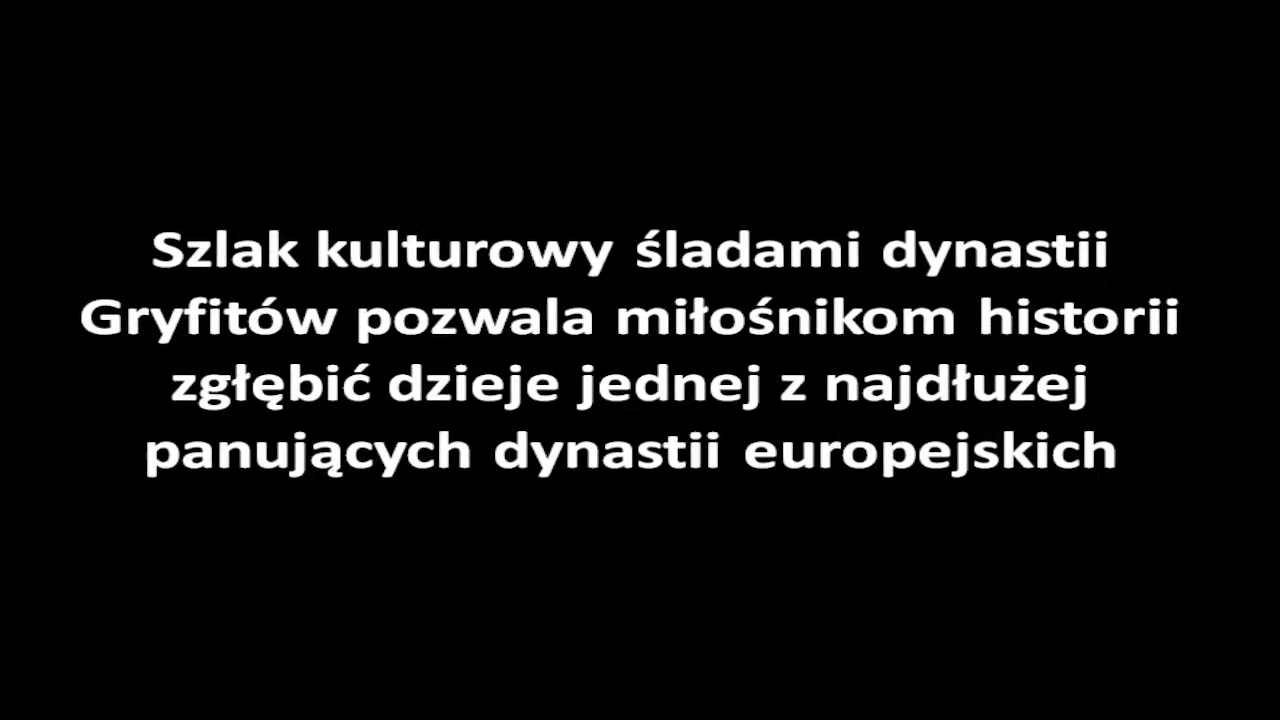 Szlak kulturowy śladami dynastii
Gryfitów pozwala miłośnikom historii
zgłębić dzieje jednej z najdłużej
panujących dynastii europejskich